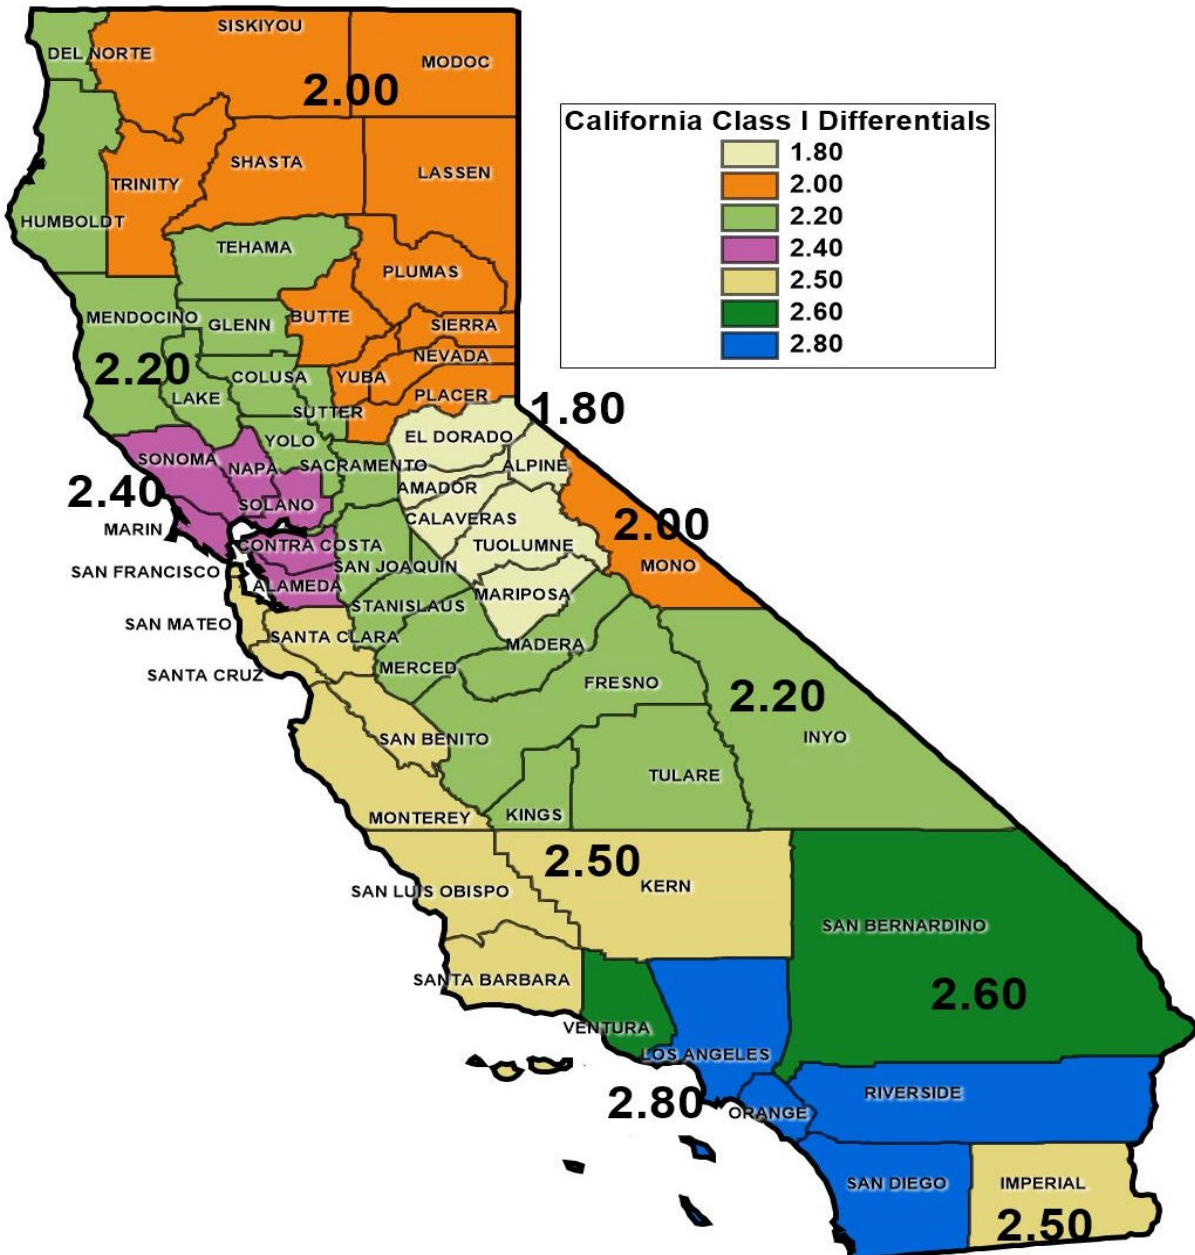 SISKIYOU
DEL NORTE
MODOC
2.00
California Class I Differentials
1.80
2.00
2.20
2.40
2.50
2.60
2.80
SHASTA
LASSEN
TRINITY
HUMBOLDT
TEHAMA
PLUMAS
MENDOCINO
GLENN
BUTTE
SIERRA
NEVADA
2.20
COLUSA
YUBA
LAKE
PLACER
1.80
SUTTER
EL DORADO
YOLO
SONOMA
NAPA
SACRAMENTO
ALPINE
2.40
AMADOR
SOLANO
MARIN
CALAVERAS
2.00
CONTRA COSTA
TUOLUMNE
SAN FRANCISCO
SAN JOAQUIN
MONO
ALAMEDA
STANISLAUS
MARIPOSA
SAN MATEO
SANTA CLARA
MADERA
SANTA CRUZ
MERCED
FRESNO
2.20
SAN BENITO
INYO
TULARE
MONTEREY
KINGS
2.50
SAN LUIS OBISPO
KERN
SAN BERNARDINO
SANTA BARBARA
2.60
VENTURA
LOS ANGELES
2.80
ORANGE
RIVERSIDE
SAN DIEGO
IMPERIAL
2.50